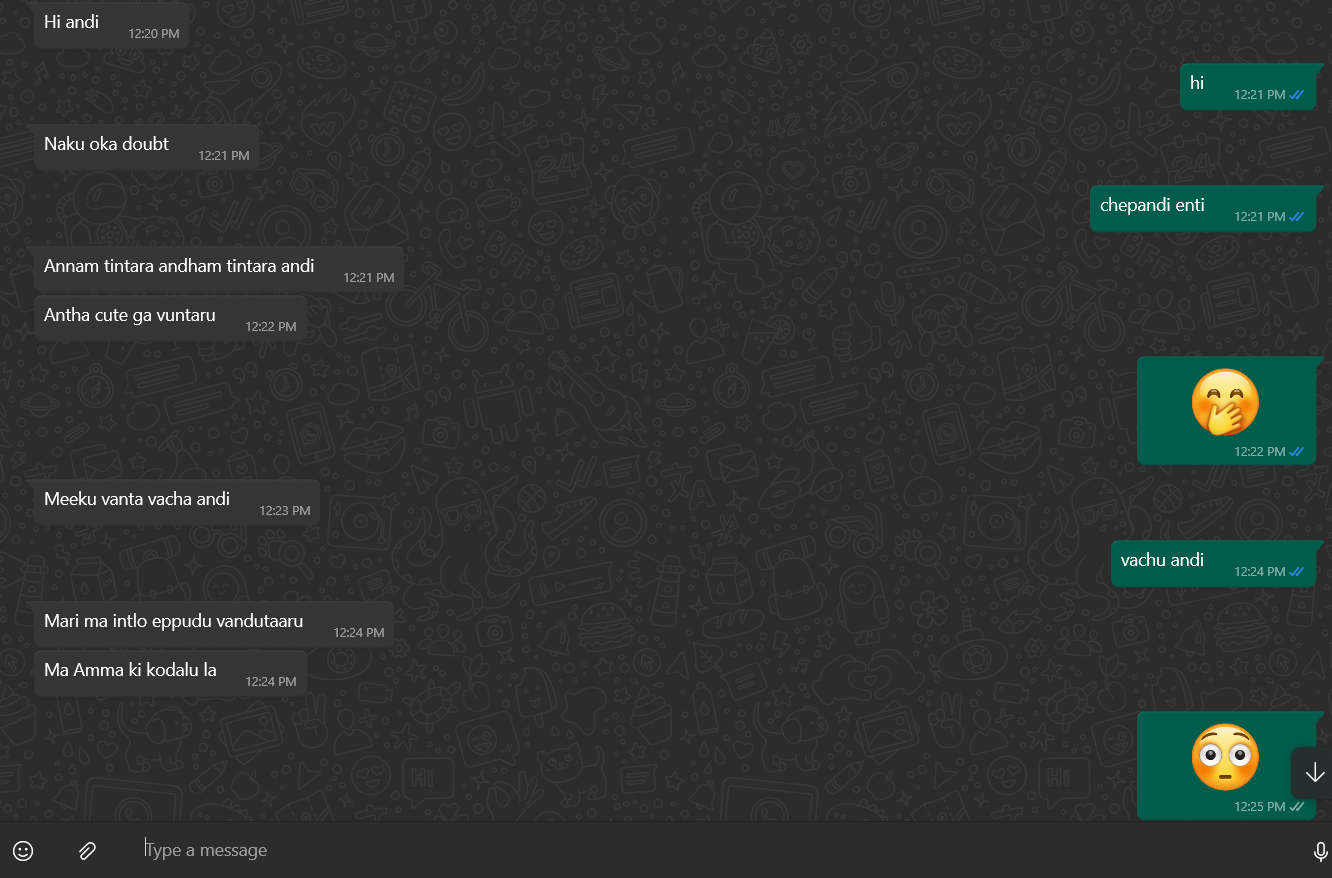 Hi andi
12:20 PM
hi
12:21 PM
Naku oka doubt
12:21 PM
chepandi enti
12:21 PM
Annam tintara andham tintara andi
12:21 PM
Antha cute ga vuntaru
12:22 PM
12:22 PM
Meeku vanta vacha andi
12:23 PM
vachu andi
12:24 PM
Mari ma intlo eppudu vandutaaru
12:24 PM
Ma Amma ki kodalu la
12:24 PM
12:25 PM
Type a message